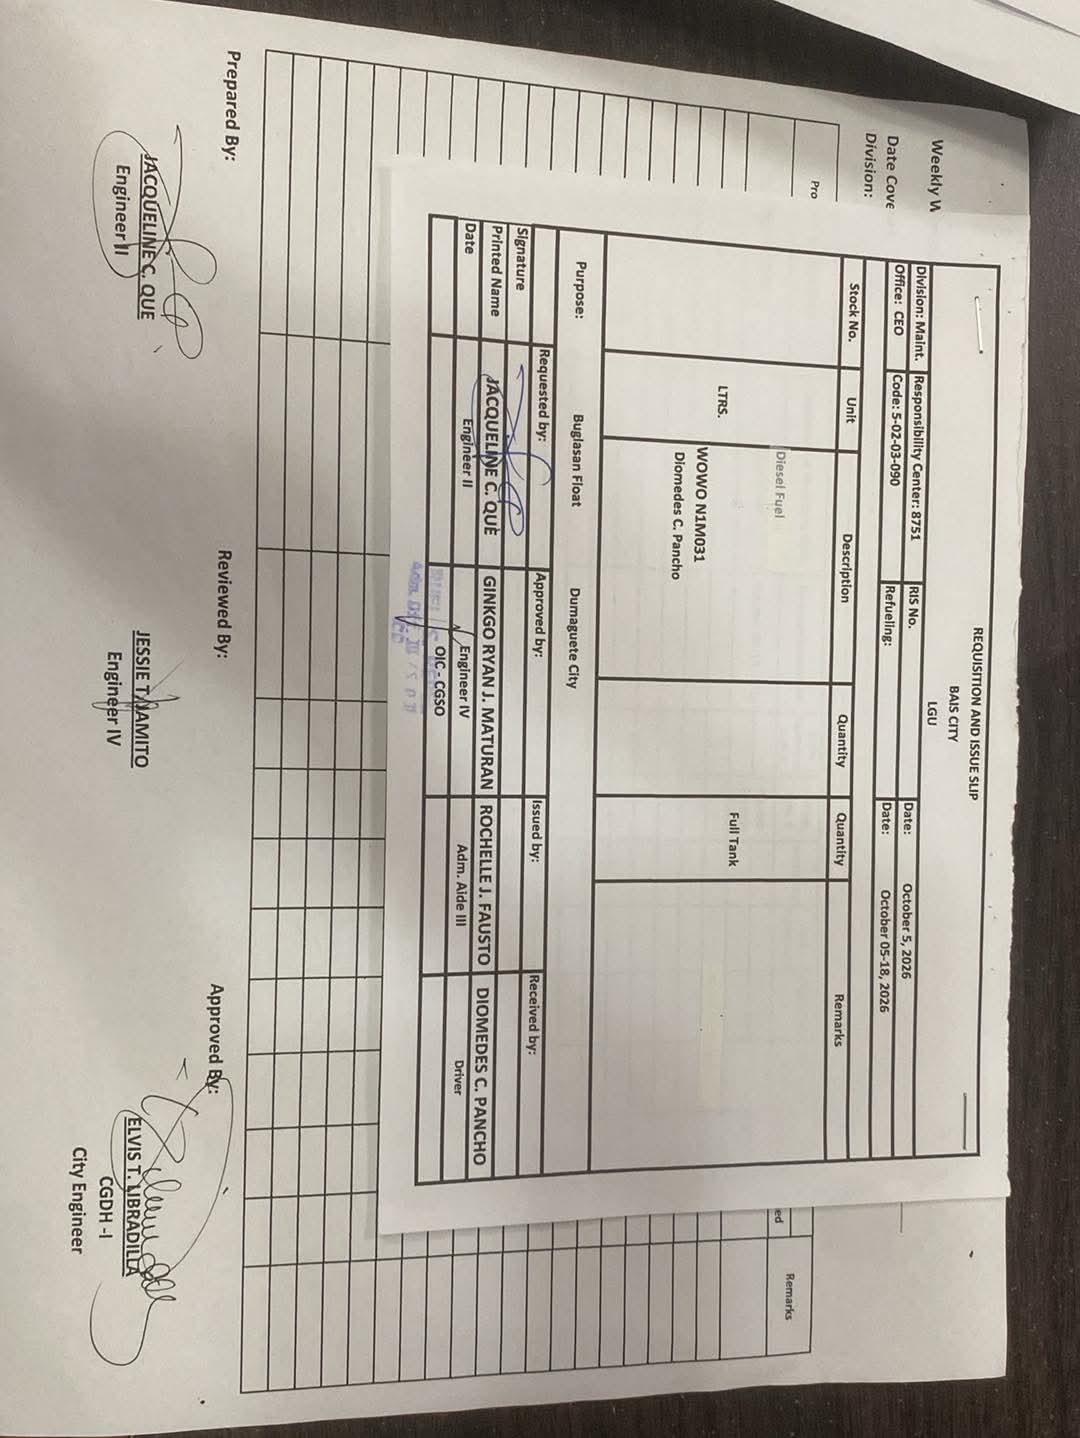 REQUISITION AND ISSUE SLIP
BAIS CITY
LGU
Division: Maint. Responsibility Center: 8751 RIS No. Date: October 5, 2026
Office: CEO Code: 5-02-03-090 Refueling: Date: October 05-18, 2026
Stock No. Unit Description Quantity Quantity Remarks
Diesel Fuel
LTRS. Full Tank
WOWO N1M031
Diomedes C. Pancho
Purpose: Buglasan Float Dumaguete City
Requested by: Approved by: Issued by: Received by:
Signature
Printed Name JACQUELINE C. QUE GINKGO RYAN J. MATURAN ROCHELLE J. FAUSTO DIOMEDES C. PANCHO
Date Engineer II Engineer IV Adm. Aide III Driver
OIC - CGSO
Weekly W
Date Cove
Division:
Pro
ed
Remarks
Prepared By: Reviewed By: Approved By:
JACQUELINE C. QUE JESSIE T. AMITO ELVIS T. LIBRADILLA
Engineer II Engineer IV CGDH -I
City Engineer